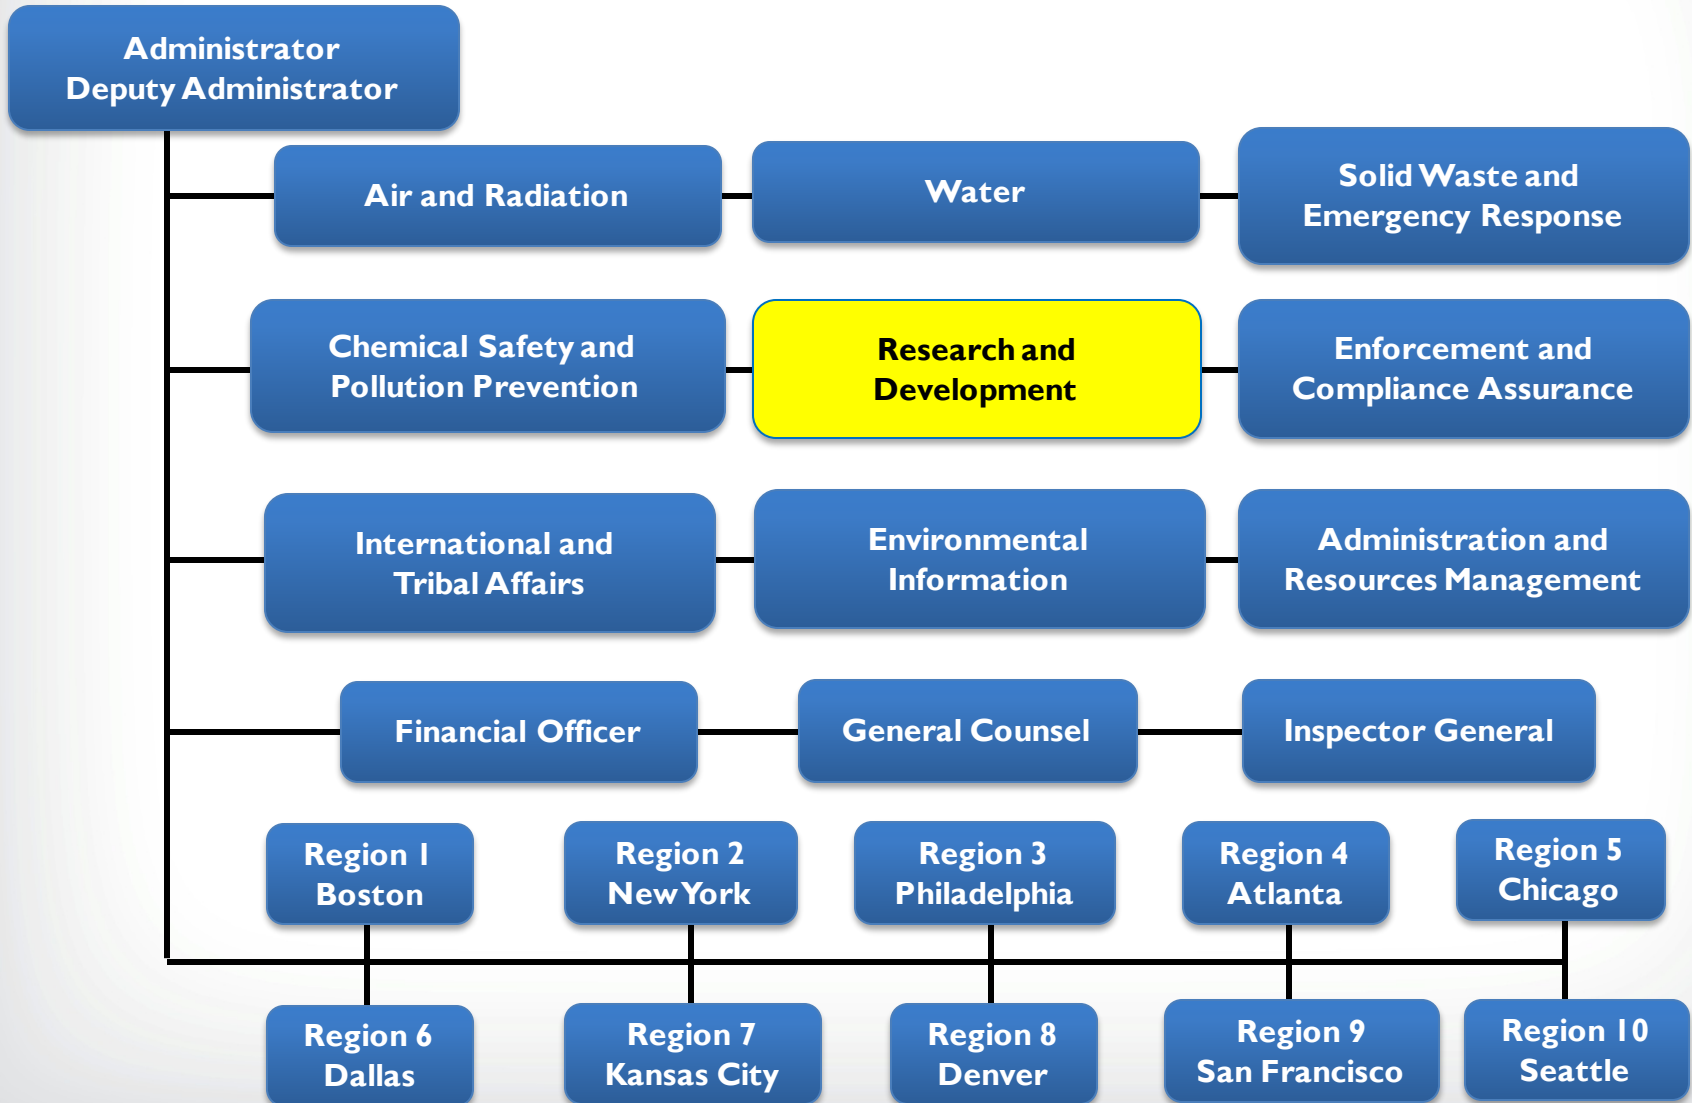 Administrator
Deputy Administrator
Air and Radiation
Water
Solid Waste and
Emergency Response
Chemical Safety and
Pollution Prevention
Research and
Development
Enforcement and
Compliance Assurance
International and
Tribal Affairs
Environmental
Information
Administration and
Resources Management
Financial Officer
General Counsel
Inspector General
Region 1
Boston
Region 2
New York
Region 3
Philadelphia
Region 4
Atlanta
Region 5
Chicago
Region 6
Dallas
Region 7
Kansas City
Region 8
Denver
Region 9
San Francisco
Region 10
Seattle